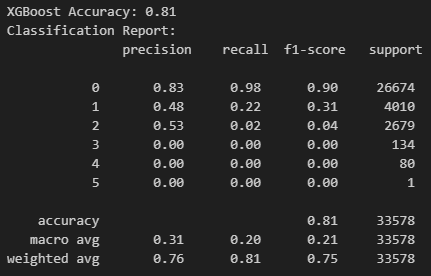 XGBoost Accuracy: 0.81
Classification Report:
precision recall f1-score support
0 0.83 0.98 0.90 26674
1 0.48 0.22 0.31 4010
2 0.53 0.02 0.04 2679
3 0.00 0.00 0.00 134
4 0.00 0.00 0.00 80
5 0.00 0.00 0.00 1
accuracy 0.81 33578
macro avg 0.31 0.20 0.21 33578
weighted avg 0.76 0.81 0.75 33578